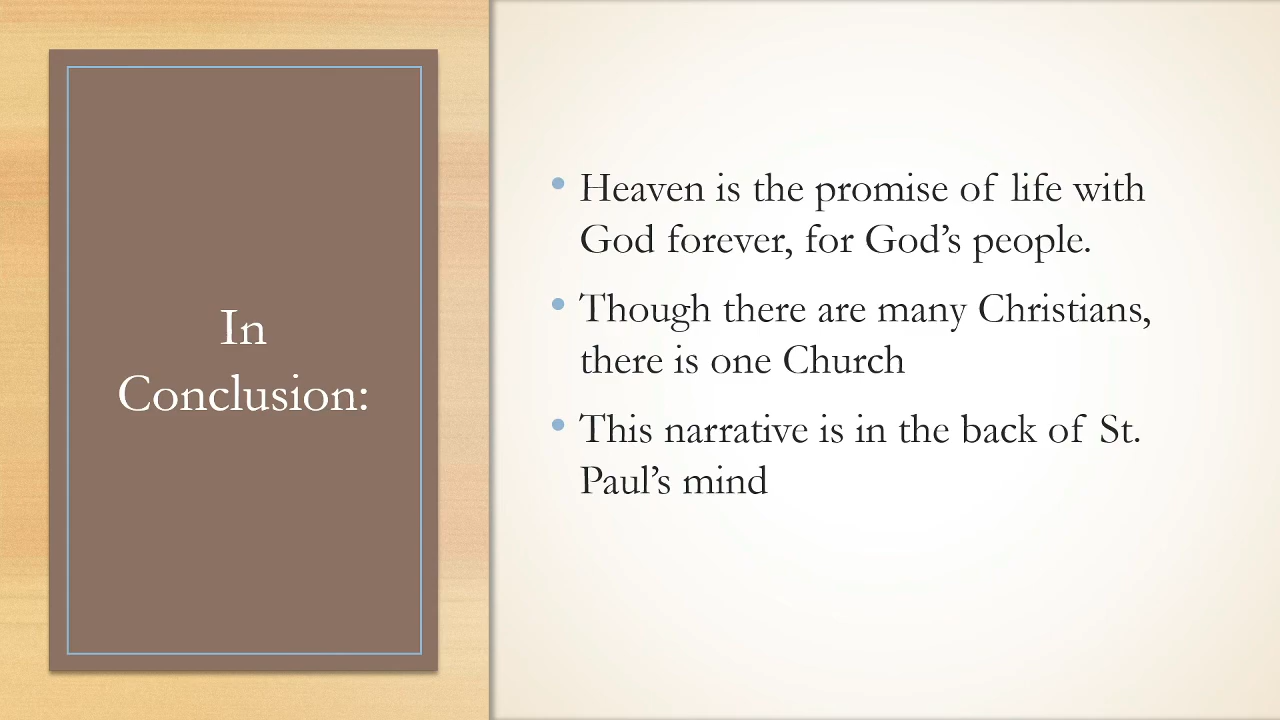 In
Conclusion:
• Heaven is the promise of life with
God forever, for God’s people.
• Though there are many Christians,
there is one Church
• This narrative is in the back of St.
Paul’s mind